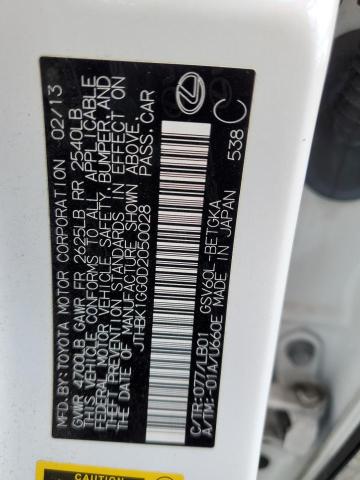 MFD.BY:TOYOTA MOTOR CORPORATION 02/13
GVWR 4700LB GAWR FR 2625LB RR 2540LB
THIS VEHICLE CONFORMS TO ALL APPLICABLE
FEDERAL MOTOR VEHICLE SAFETY, BUMPER, AND
THEFT PREVENTION STANDARDS IN EFFECT ON
THE DATE OF MANUFACTURE SHOWN ABOVE.
JTHBK1GG0D2050028 PASS.CAR
C/TR:077/LB01 GSV60L-BETGKA
A/TM:-01A/U660E MADE IN JAPAN 538 C
CAUTION